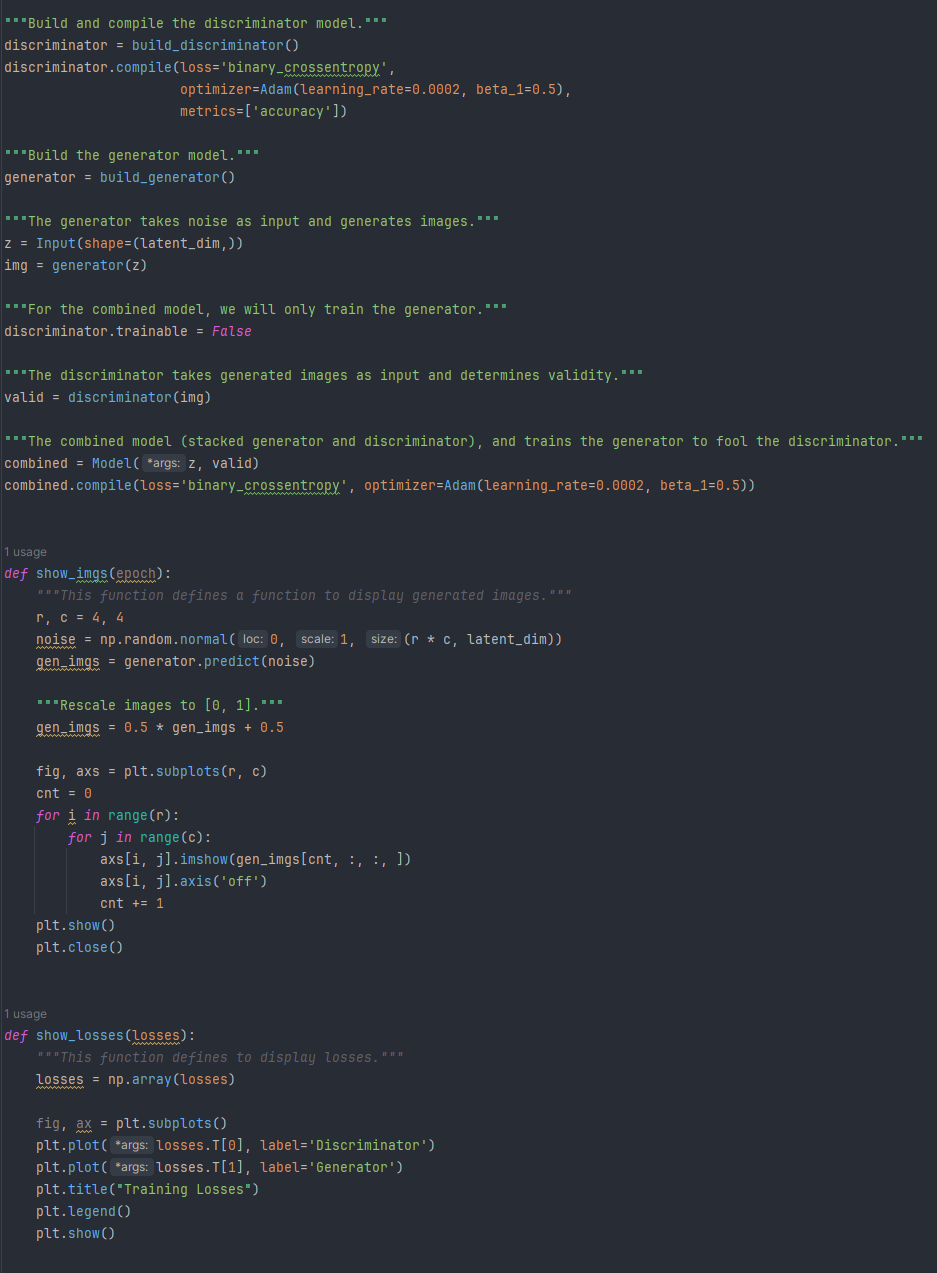 """Build and compile the discriminator model."""
discriminator = build_discriminator()
discriminator.compile(loss='binary_crossentropy',
                      optimizer=Adam(learning_rate=0.0002, beta_1=0.5),
                      metrics=['accuracy'])
"""Build the generator model."""
generator = build_generator()
"""The generator takes noise as input and generates images."""
z = Input(shape=(latent_dim,))
img = generator(z)
"""For the combined model, we will only train the generator."""
discriminator.trainable = False
"""The discriminator takes generated images as input and determines validity."""
valid = discriminator(img)
"""The combined model (stacked generator and discriminator), and trains the generator to fool the discriminator."""
combined = Model( *args: z, valid)
combined.compile(loss='binary_crossentropy', optimizer=Adam(learning_rate=0.0002, beta_1=0.5))
1 usage
def show_imgs(epoch):
    """This function defines a function to display generated images."""
    r, c = 4, 4
    noise = np.random.normal( loc: 0, scale: 1, size: (r * c, latent_dim))
    gen_imgs = generator.predict(noise)
    """Rescale images to [0, 1]."""
    gen_imgs = 0.5 * gen_imgs + 0.5
    fig, axs = plt.subplots(r, c)
    cnt = 0
    for i in range(r):
        for j in range(c):
            axs[i, j].imshow(gen_imgs[cnt, :, :, ])
            axs[i, j].axis('off')
            cnt += 1
    plt.show()
    plt.close()
1 usage
def show_losses(losses):
    """This function defines to display losses."""
    losses = np.array(losses)
    fig, ax = plt.subplots()
    plt.plot( *args: losses.T[0], label='Discriminator')
    plt.plot( *args: losses.T[1], label='Generator')
    plt.title("Training Losses")
    plt.legend()
    plt.show()